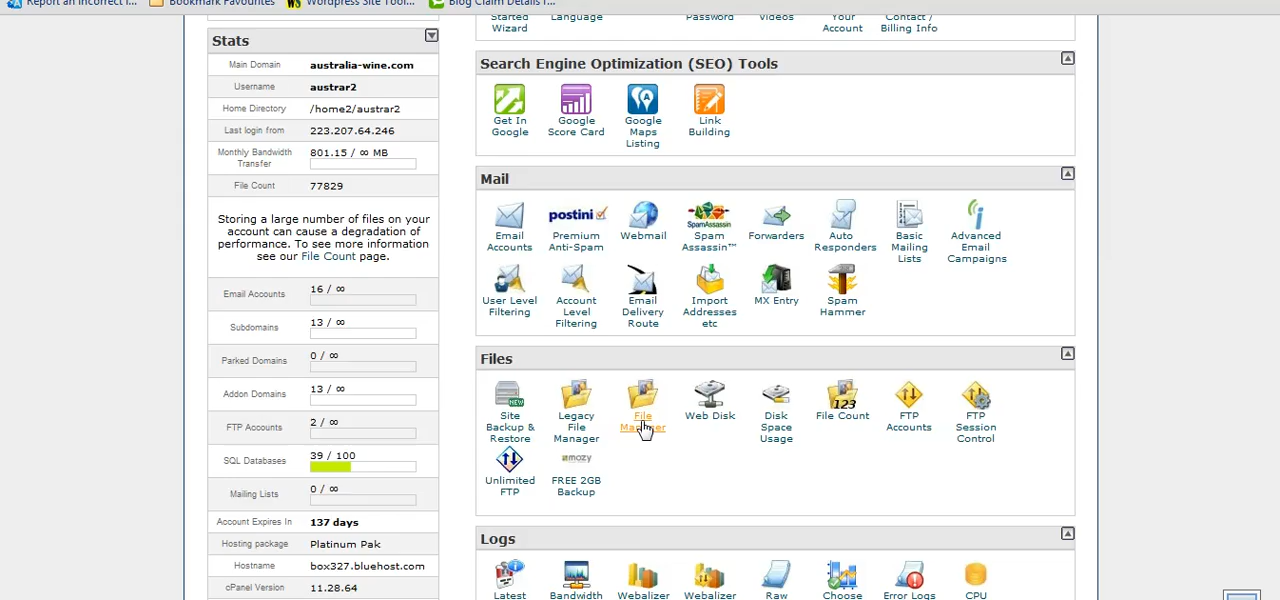 Report an incorrect i...
Bookmark Favourites
Wordpress Site Tool...
Blog Claim Details f...
Started
Wizard
Language
Password
Videos
Your
Account
Contact /
Billing Info
Stats
Main Domain
australia-wine.com
Username
austrar2
Home Directory
/home2/austrar2
Last login from
223.207.64.246
Monthly Bandwidth
Transfer
801.15 / ∞ MB
File Count
77829
Storing a large number of files on your
account can cause a degradation of
performance. To see more information
see our File Count page.
Email Accounts
16 / ∞
Subdomains
13 / ∞
Parked Domains
0 / ∞
Addon Domains
13 / ∞
FTP Accounts
2 / ∞
SQL Databases
39 / 100
Mailing Lists
0 / ∞
Account Expires In
137 days
Hosting package
Platinum Pak
Hostname
box327.bluehost.com
cPanel Version
11.28.64
Search Engine Optimization (SEO) Tools
Get In
Google
Google
Score Card
Google
Maps
Listing
Link
Building
Mail
Email
Accounts
postini
Premium
Anti-Spam
Webmail
SpamAssassin
Spam
Assassin™
Forwarders
Auto
Responders
Basic
Mailing
Lists
Advanced
Email
Campaigns
User Level
Filtering
Account
Level
Filtering
Email
Delivery
Route
Import
Addresses
etc
MX Entry
Spam
Hammer
Files
NEW
Site
Backup &
Restore
Legacy
File
Manager
File
Manager
Web Disk
Disk
Space
Usage
123
File Count
FTP
Accounts
FTP
Session
Control
Unlimited
FTP
mozy
FREE 2GB
Backup
Logs
Latest
Bandwidth
Webalizer
Webalizer
Raw
Choose
Error Logs
CPU